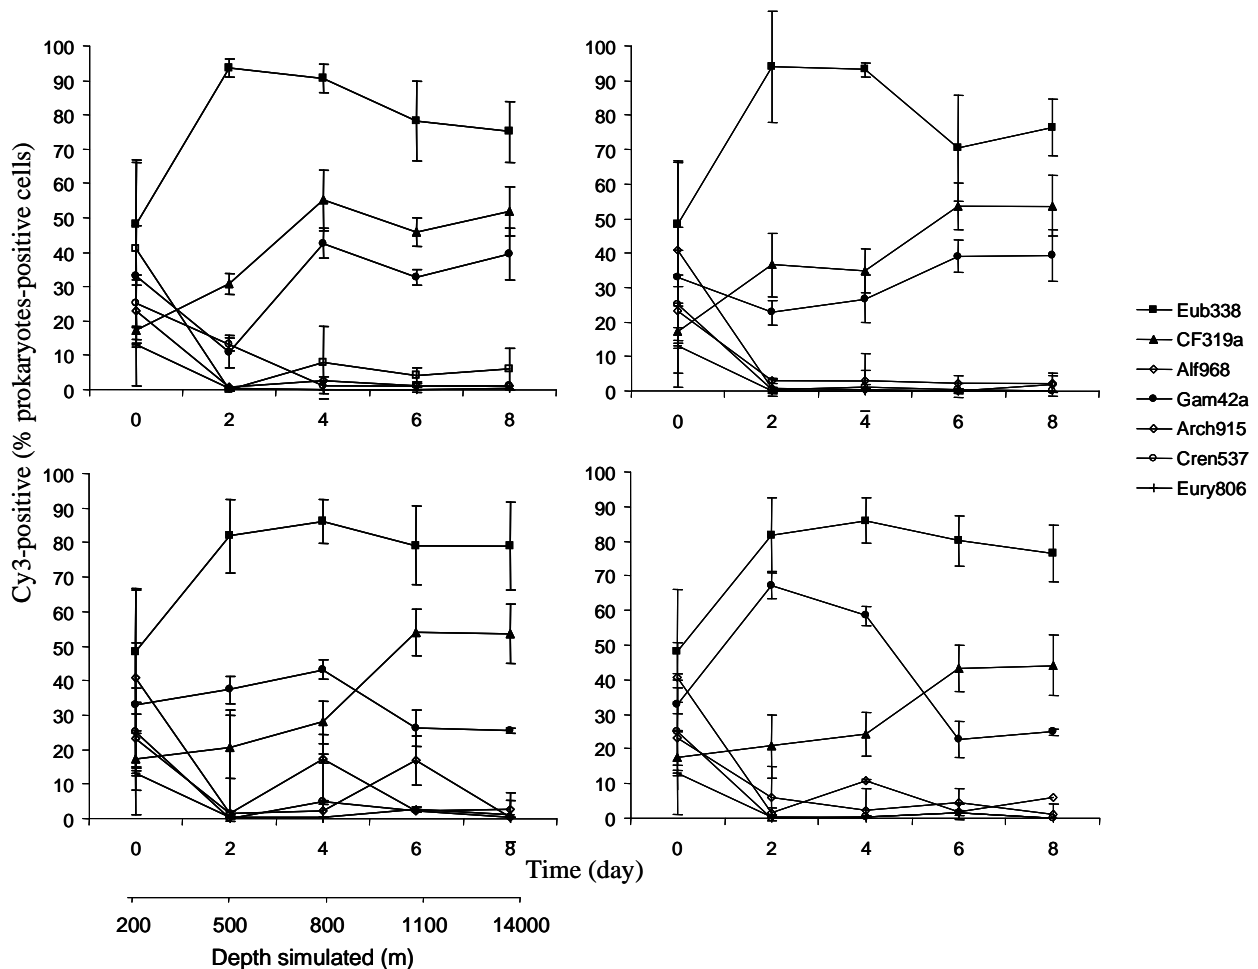 Cy3-positive (% prokaryotes-positive cells)
100
90
80
70
60
50
40
30
20
10
0
0 2 4 6 8
100
90
80
70
60
50
40
30
20
10
0
0 2 4 6 8
Eub338
CF319a
Alf968
Gam42a
Arch915
Cren537
Eury806
100
90
80
70
60
50
40
30
20
10
0
0 2 4 6 8
100
90
80
70
60
50
40
30
20
10
0
0 2 4 6 8
Time (day)
200 500 800 1100 14000
Depth simulated (m)